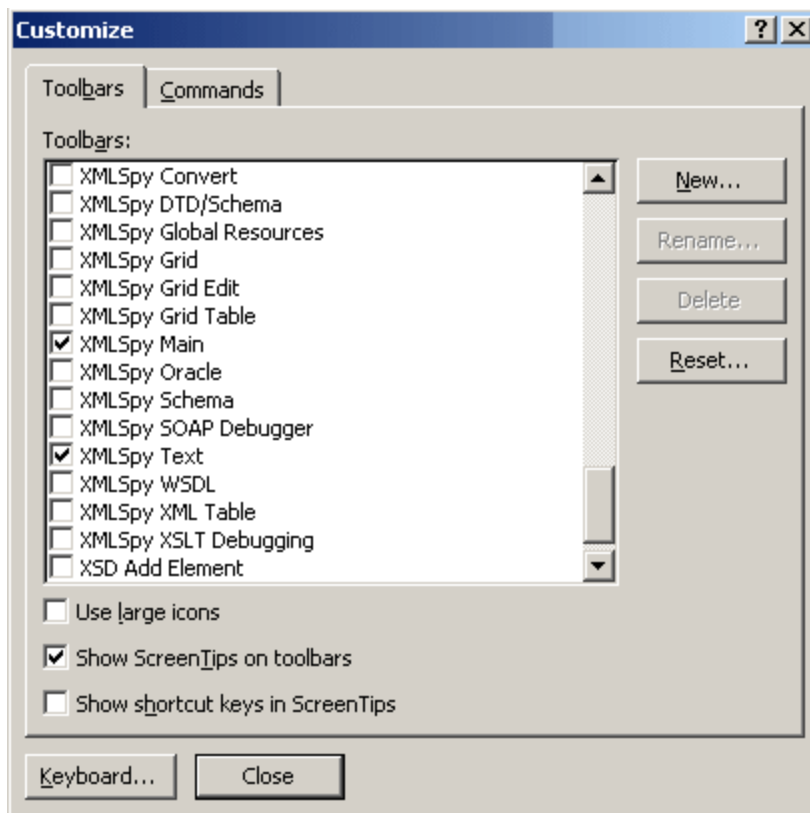 Customize
Toolbars Commands
Toolbars:
XMLSpy Convert
XMLSpy DTD/Schema
XMLSpy Global Resources
XMLSpy Grid
XMLSpy Grid Edit
XMLSpy Grid Table
XMLSpy Main
XMLSpy Oracle
XMLSpy Schema
XMLSpy SOAP Debugger
XMLSpy Text
XMLSpy WSDL
XMLSpy XML Table
XMLSpy XSLT Debugging
XSD Add Element
New...
Rename...
Delete
Reset...
Use large icons
Show ScreenTips on toolbars
Show shortcut keys in ScreenTips
Keyboard... Close